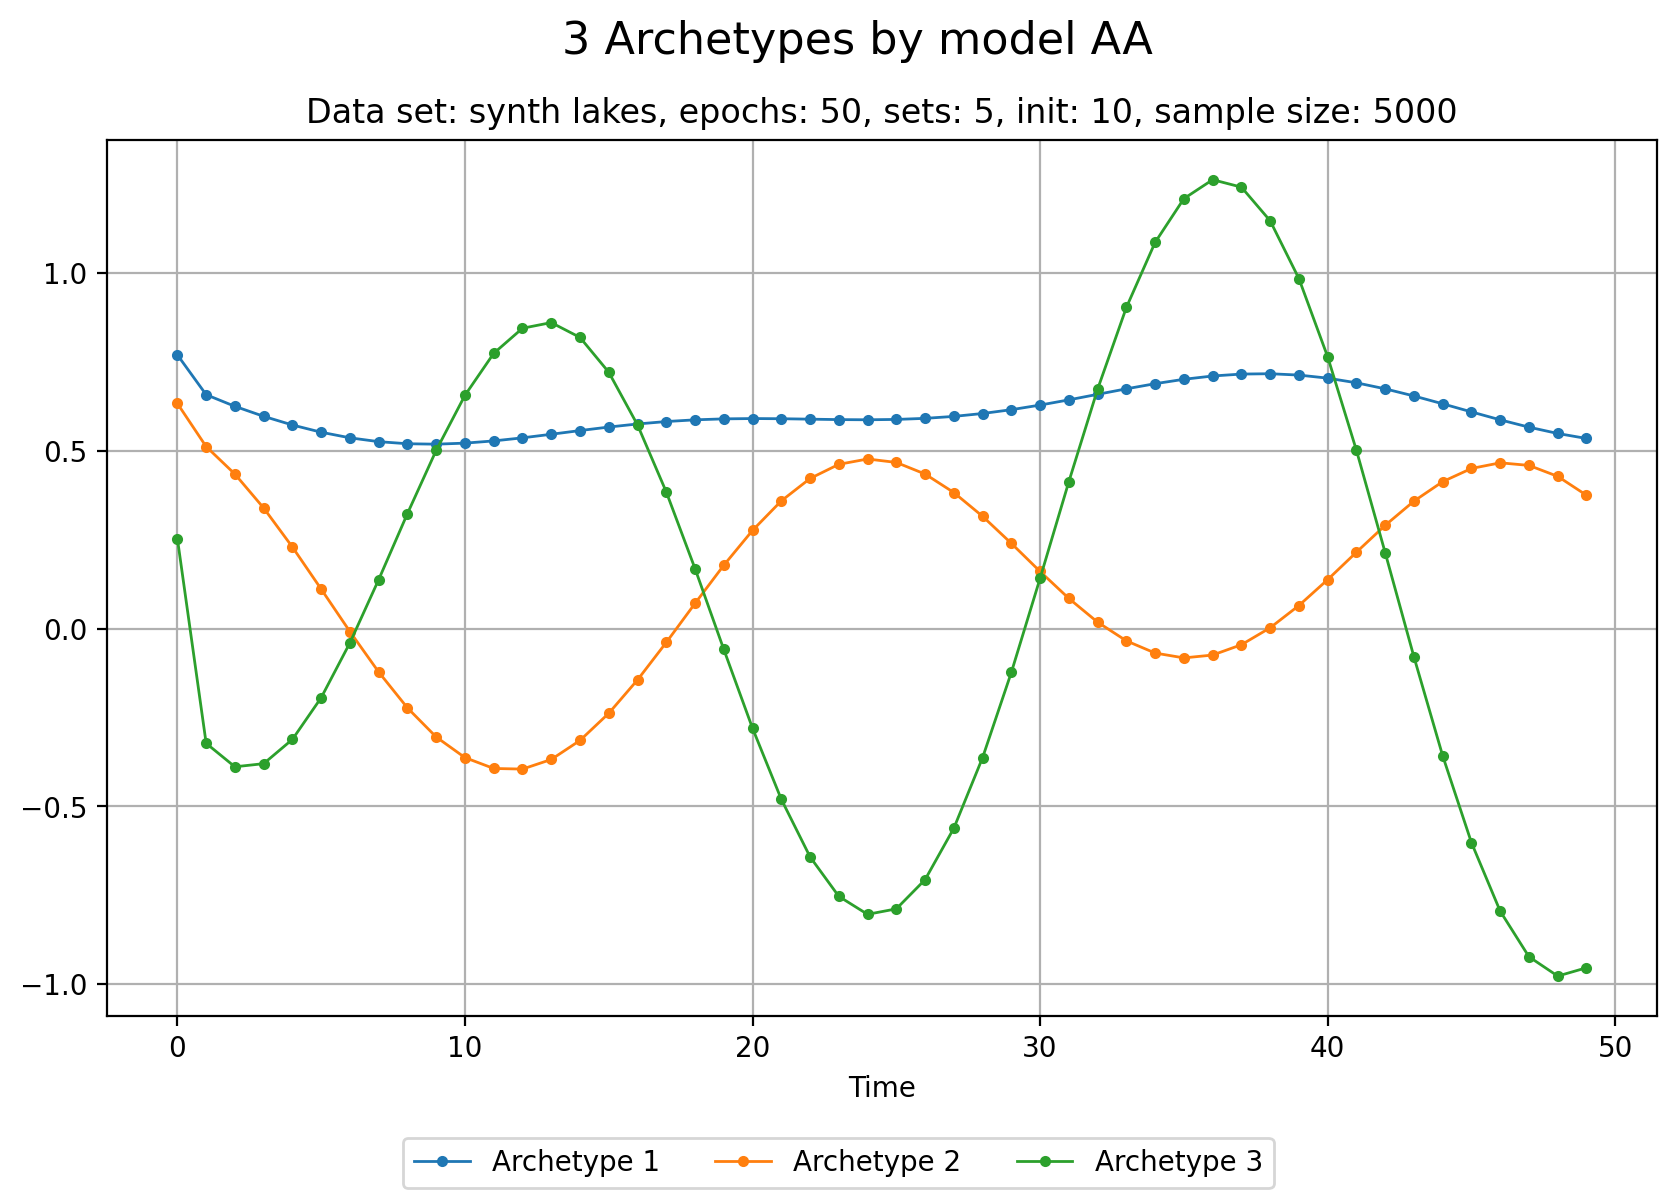 3 Archetypes by model AA
Data set: synth lakes, epochs: 50, sets: 5, init: 10, sample size: 5000
1.0
0.5
0.0
−0.5
−1.0
0 10 20 30 40 50
Time
Archetype 1 Archetype 2 Archetype 3